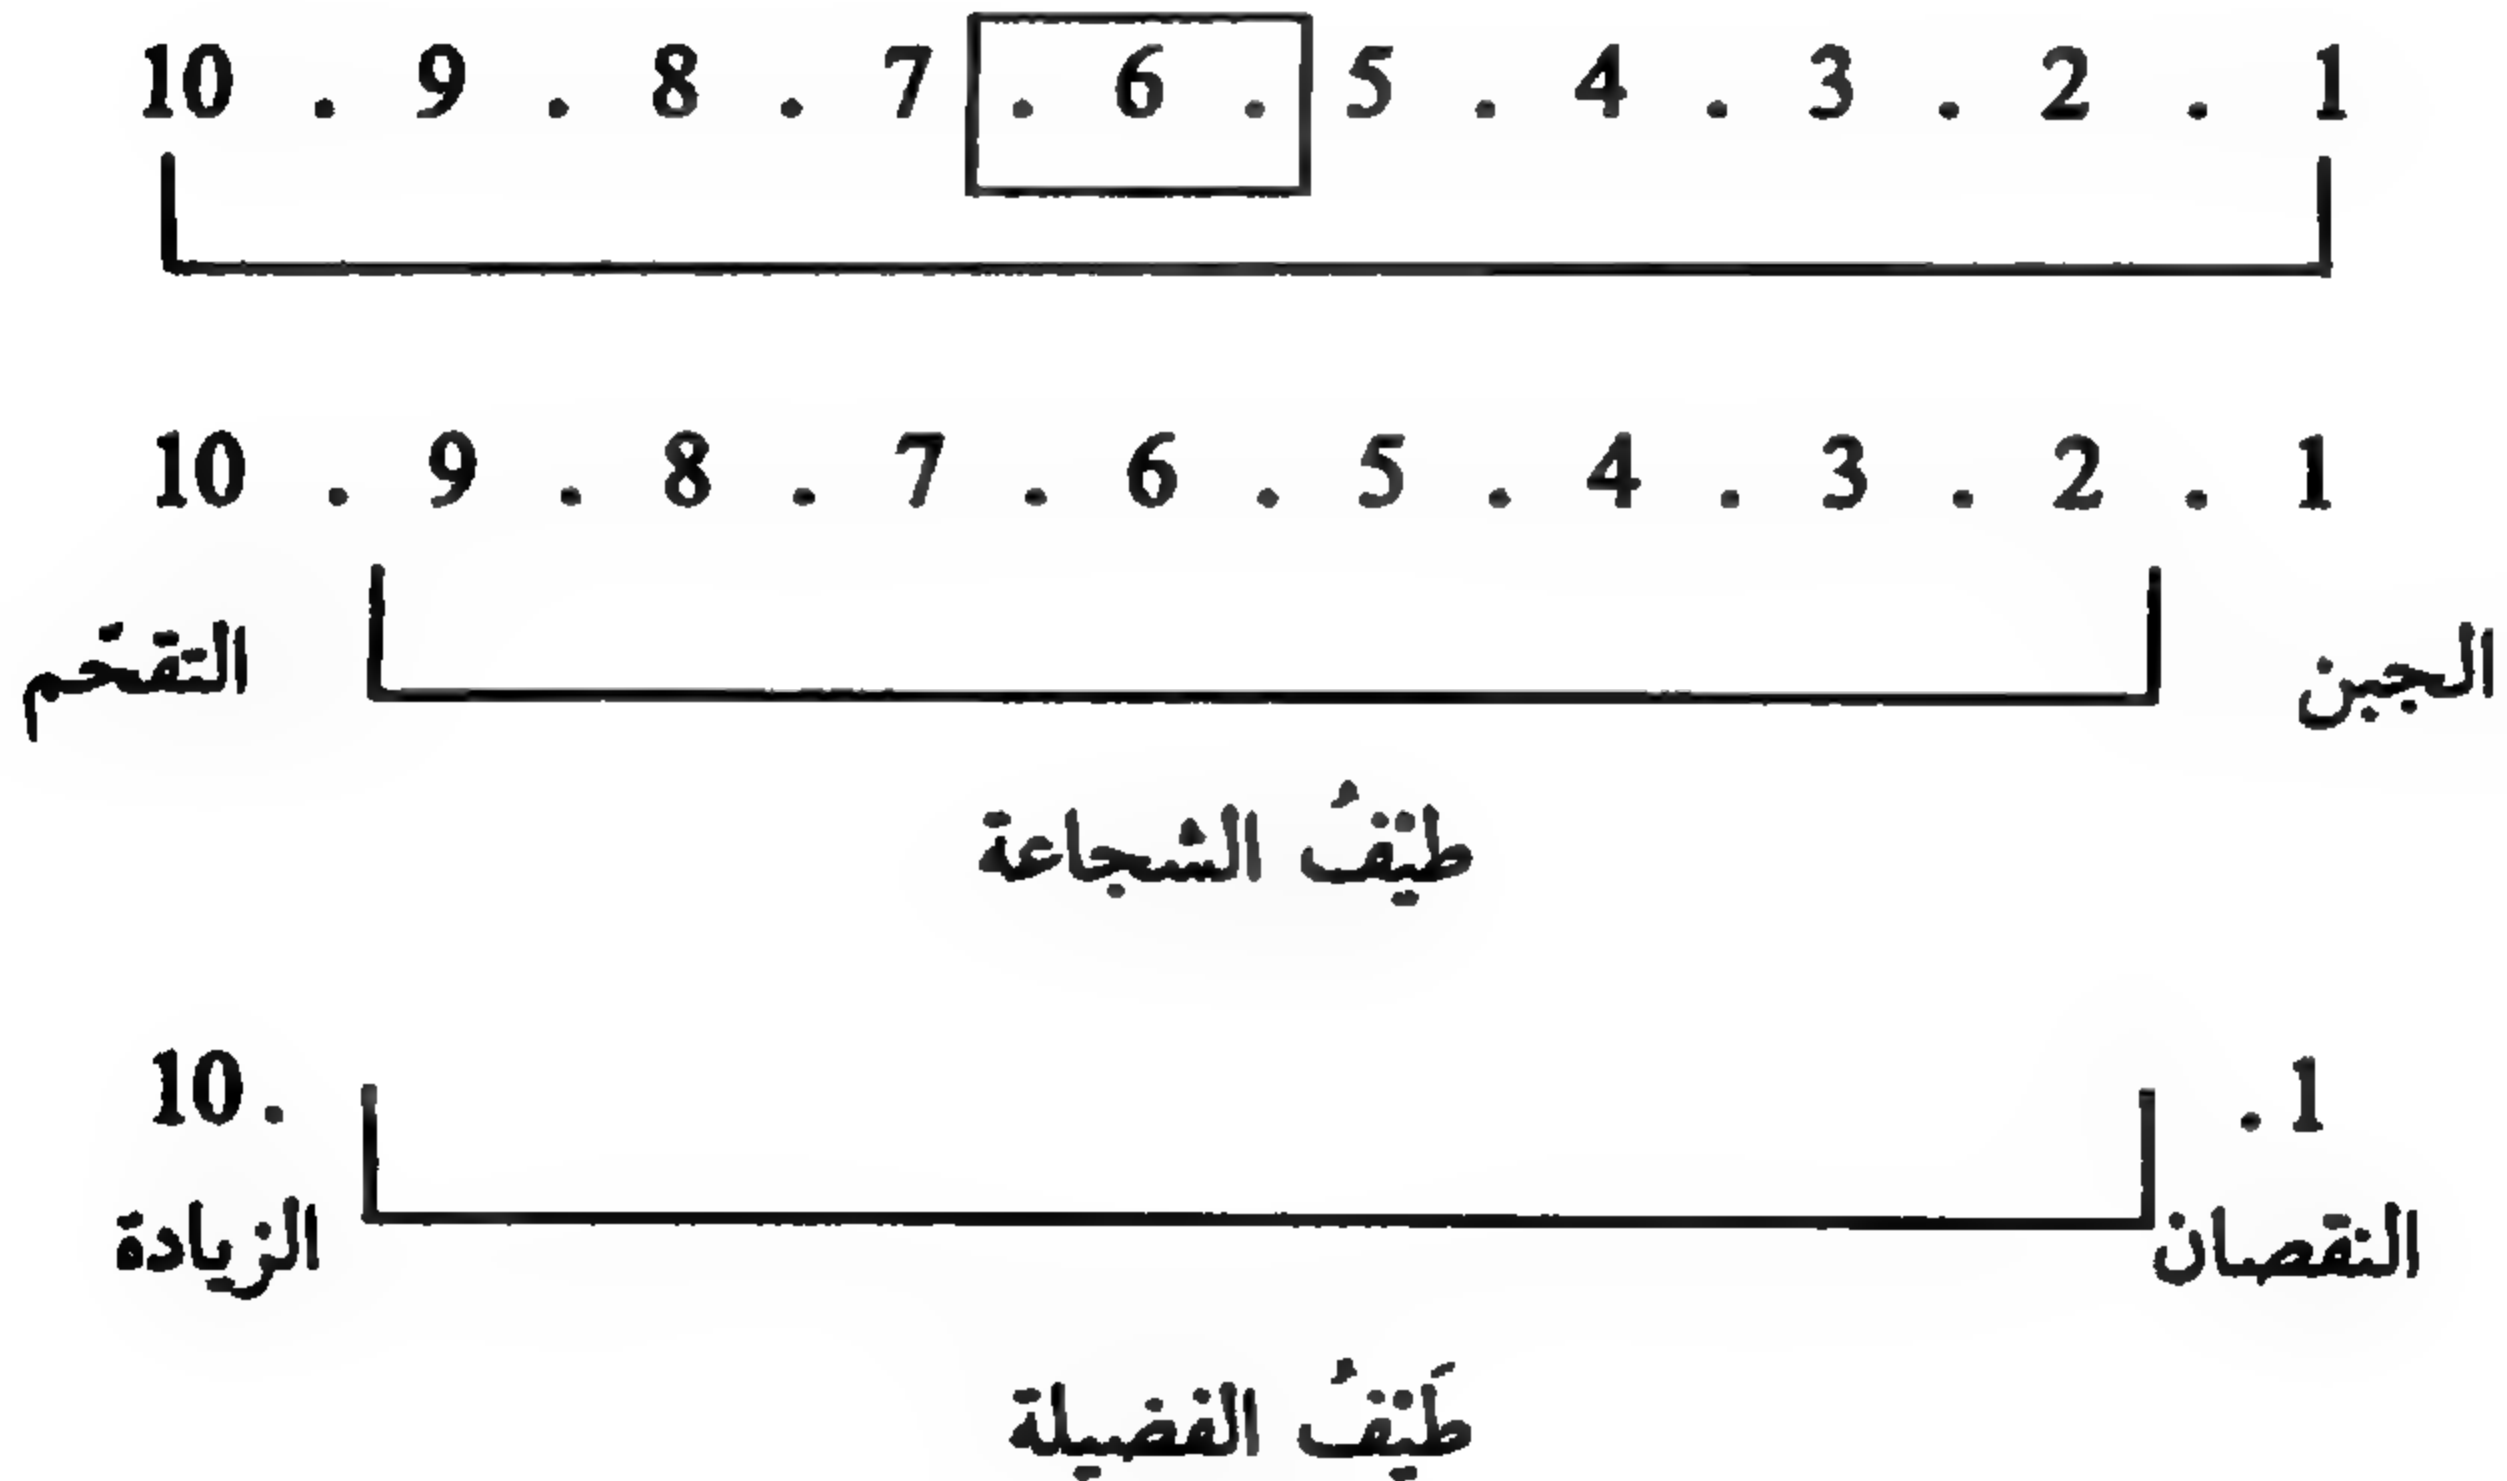 10 . 9 . 8 . 7 . 6 . 5 . 4 . 3 . 2 . 1
10 . 9 . 8 . 7 . 6 . 5 . 4 . 3 . 2 . 1
الجبن التقحّم
طيفُ الشجاعة
10 . . 1
النقصان الزيادة
طَيفُ الفضيلة